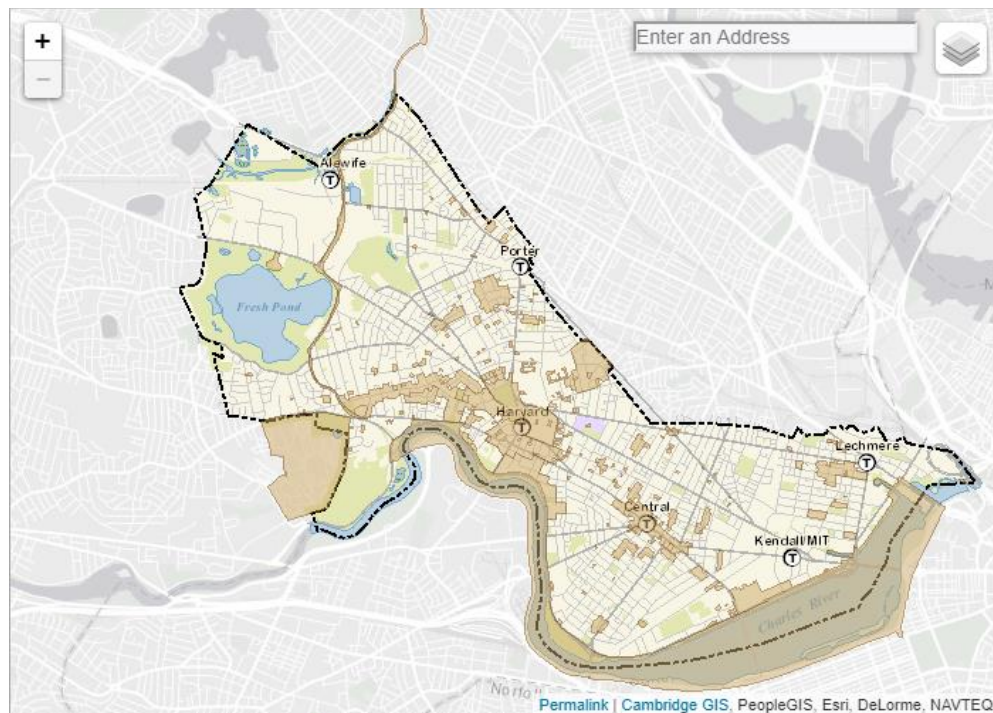 +
Enter an Address
−
Alewife
T
Porter
T
Fresh Pond
Harvard
T
Lechmere
T
Central
T
Kendall/MIT
T
Charles River
Permalink | Cambridge GIS, PeopleGIS, Esri, DeLorme, NAVTEQ